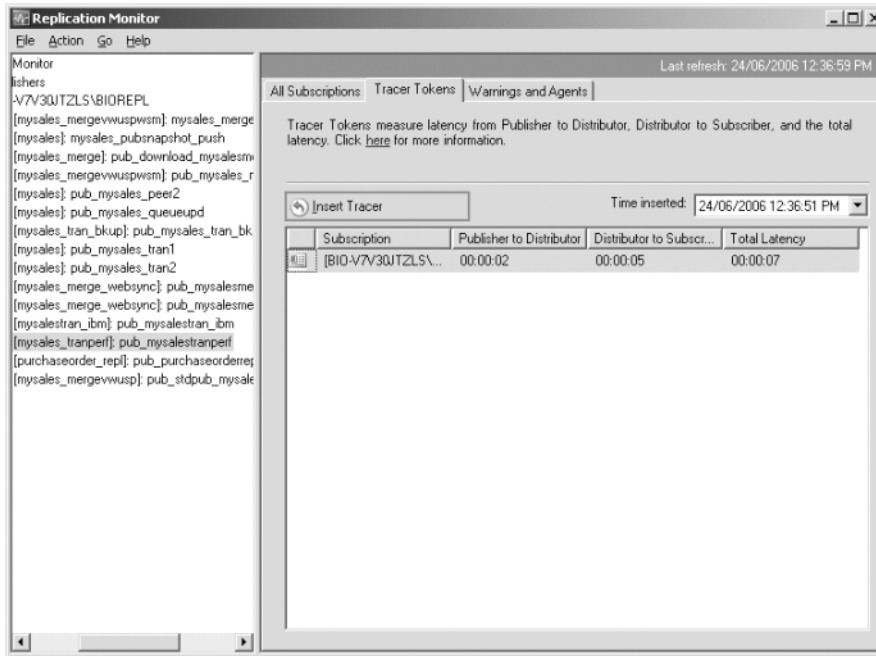 Replication Monitor
File Action Go Help
Monitor
lishers
-V7V30JTZLS\BIOREPL
[mysales_mergevwuspwsm]: mysales_merge
[mysales]: mysales_pubsnapshot_push
[mysales_merge]: pub_download_mysalesm
[mysales_mergevwuspwsm]: pub_mysales_r
[mysales]: pub_mysales_peer2
[mysales]: pub_mysales_queueupd
[mysales_tran_bkup]: pub_mysales_tran_bk
[mysales]: pub_mysales_tran1
[mysales]: pub_mysales_tran2
[mysales_merge_websync]: pub_mysalesme
[mysales_merge_websync]: pub_mysalesme
[mysalestran_ibm]: pub_mysalestran_ibm
[mysales_tranperf]: pub_mysalestranperf
[purchaseorder_repl]: pub_purchaseorderrep
[mysales_mergevwusp]: pub_stdpub_mysale
Last refresh: 24/06/2006 12:36:59 PM
All Subscriptions Tracer Tokens Warnings and Agents
Tracer Tokens measure latency from Publisher to Distributor, Distributor to Subscriber, and the total
latency. Click here for more information.
Insert Tracer Time inserted: 24/06/2006 12:36:51 PM
Subscription Publisher to Distributor Distributor to Subscr... Total Latency
[BIO-V7V30JTZLS\... 00:00:02 00:00:05 00:00:07